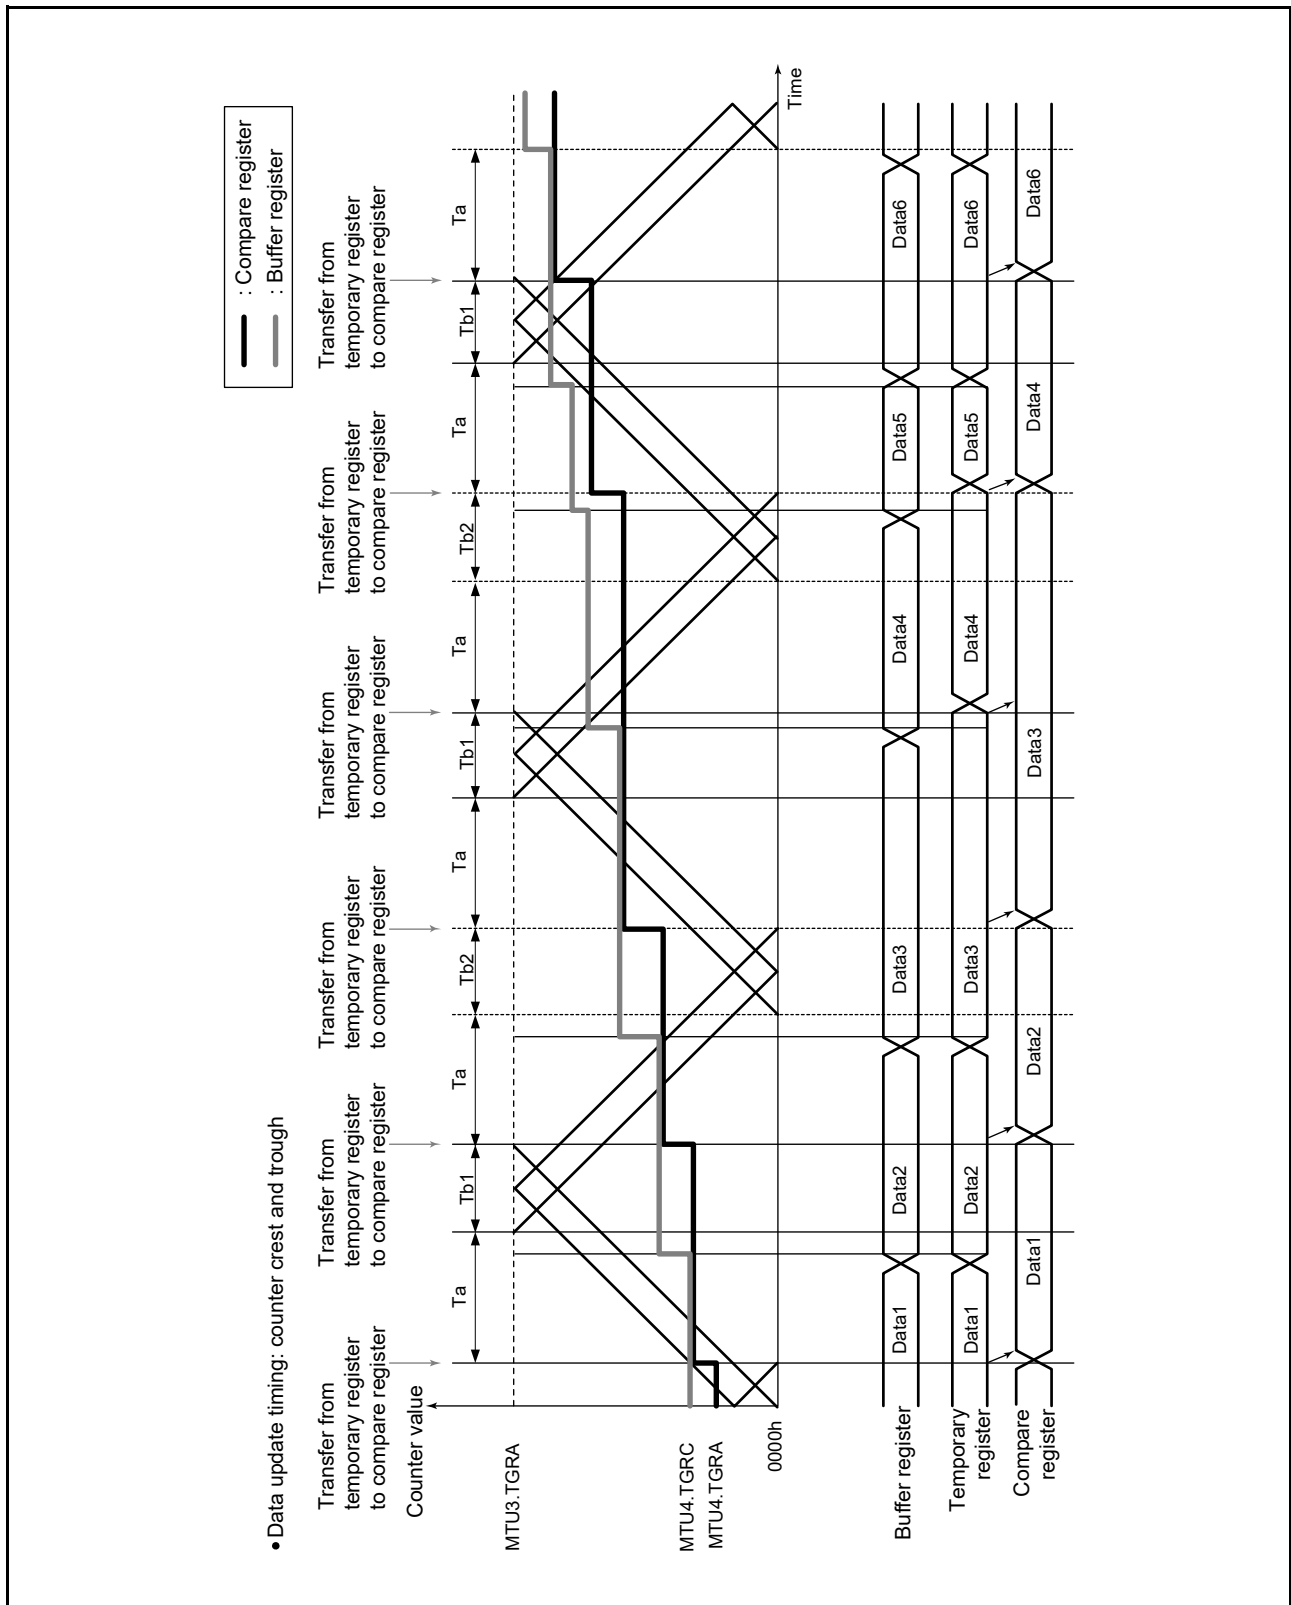 • Data update timing: counter crest and trough
: Compare register
: Buffer register
Transfer from
temporary register
to compare register
Transfer from
temporary register
to compare register
Transfer from
temporary register
to compare register
Transfer from
temporary register
to compare register
Transfer from
temporary register
to compare register
Transfer from
temporary register
to compare register
Transfer from
temporary register
to compare register
Counter value
Ta
Tb1
Ta
Tb2
Ta
Tb1
Ta
Tb2
Ta
Tb1
Ta
MTU3.TGRA
MTU4.TGRC
MTU4.TGRA
0000h
Time
Buffer register
Data1
Data2
Data3
Data4
Data5
Data6
Temporary
register
Data1
Data2
Data3
Data4
Data5
Data6
Compare
register
Data1
Data2
Data3
Data4
Data6